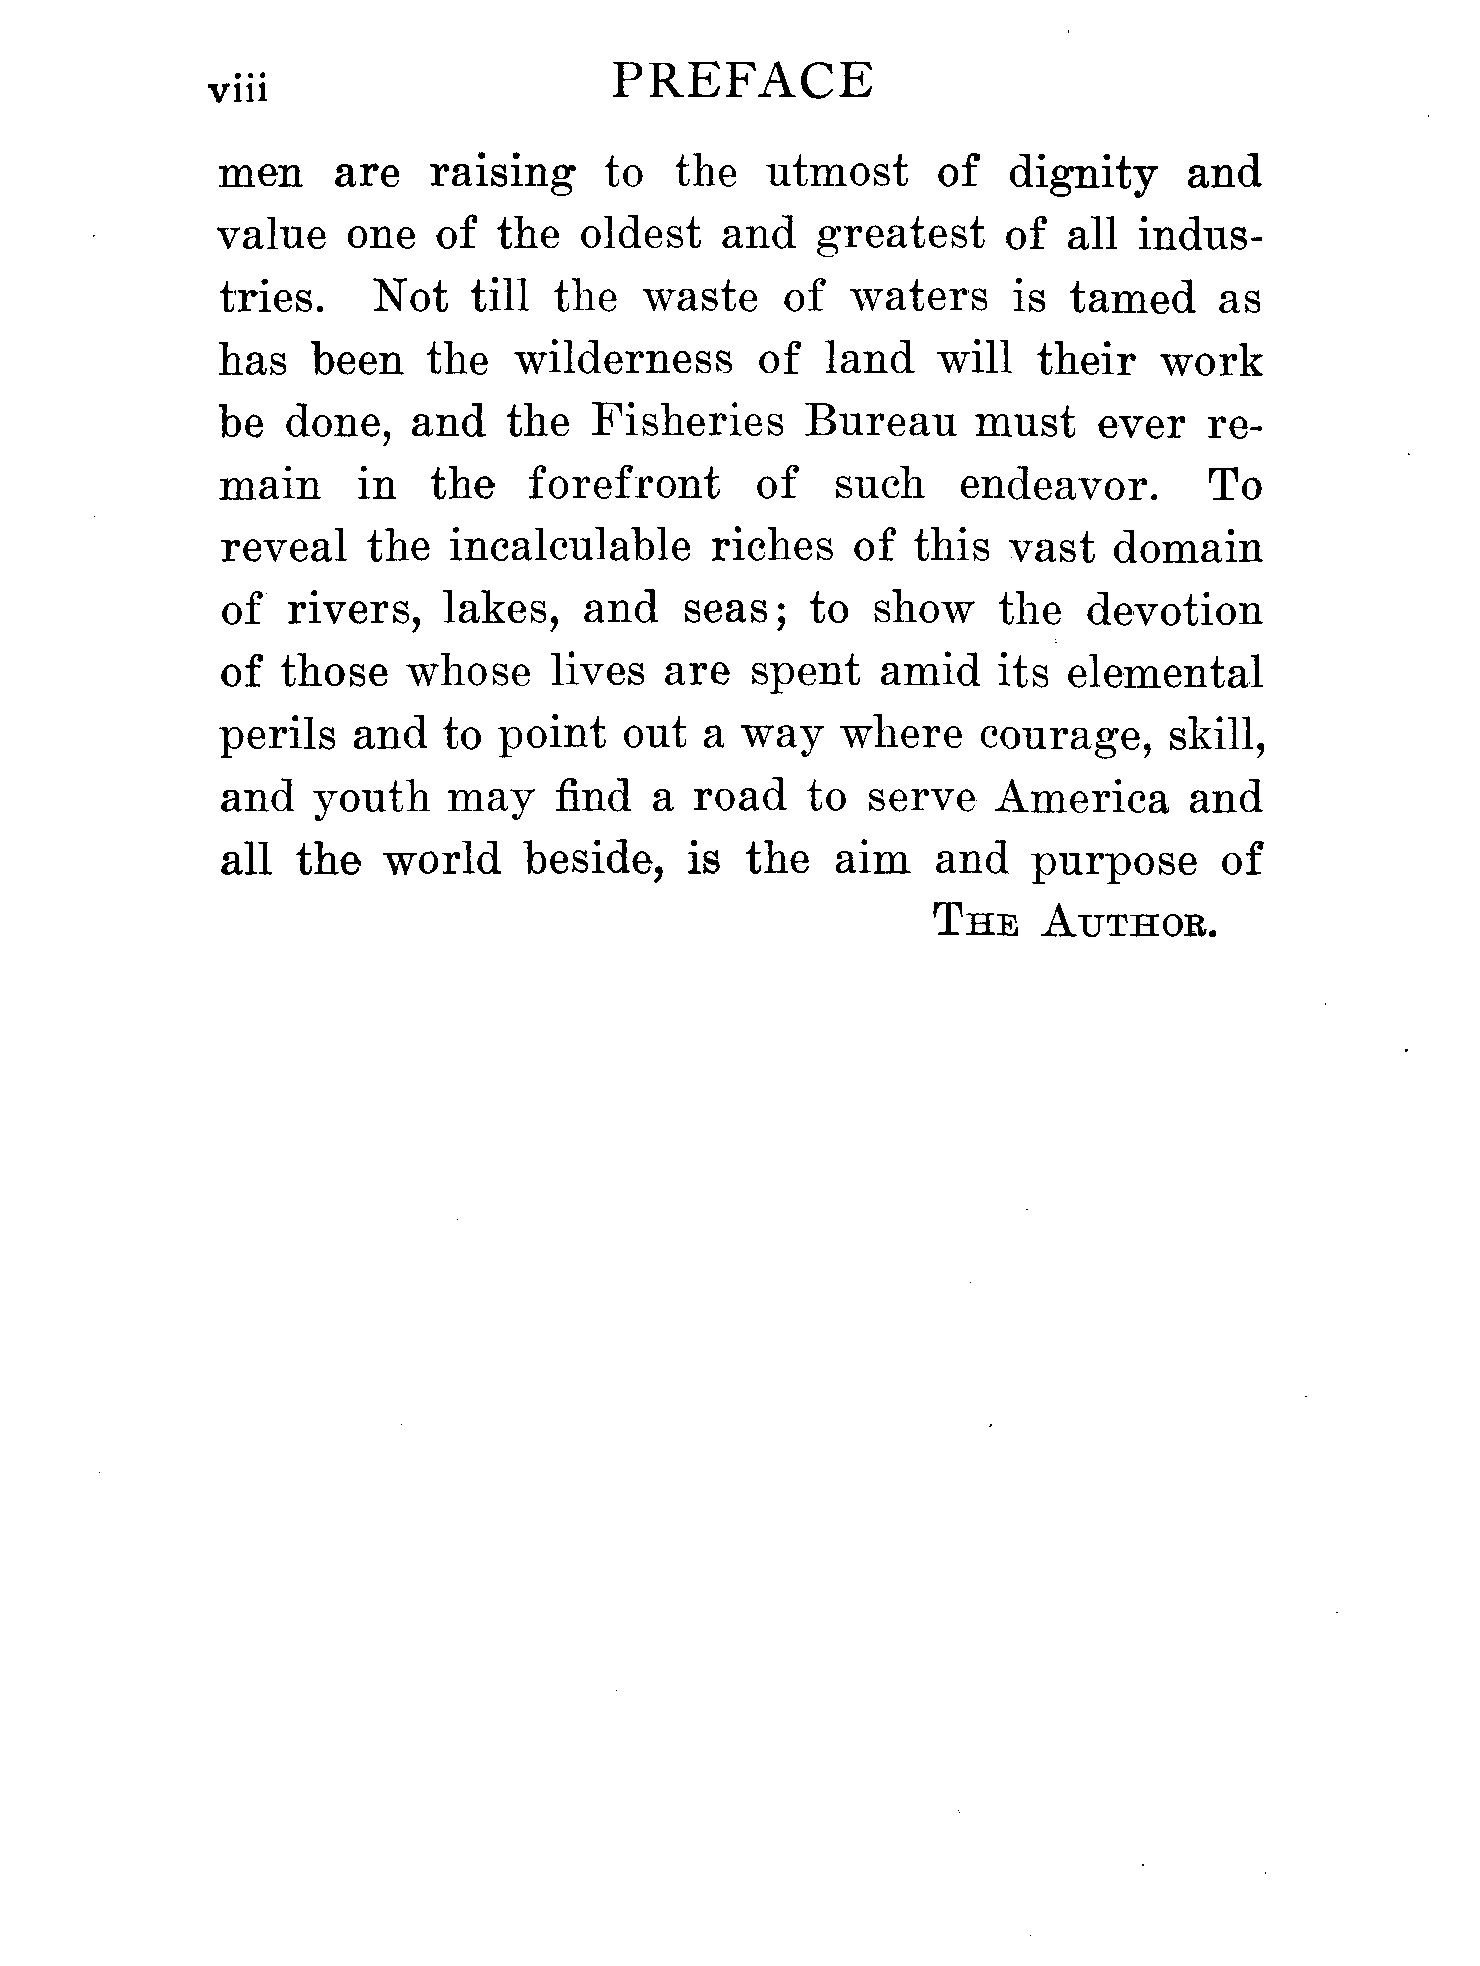 viii PREFACE
men are raising to the utmost of dignity and
value one of the oldest and greatest of all indus-
tries. Not till the waste of waters is tamed as
has been the wilderness of land will their work
be done, and the Fisheries Bureau must ever re-
main in the forefront of such endeavor. To
reveal the incalculable riches of this vast domain
of rivers, lakes, and seas; to show the devotion
of those whose lives are spent amid its elemental
perils and to point out a way where courage, skill,
and youth may find a road to serve America and
all the world beside, is the aim and purpose of
THE AUTHOR.